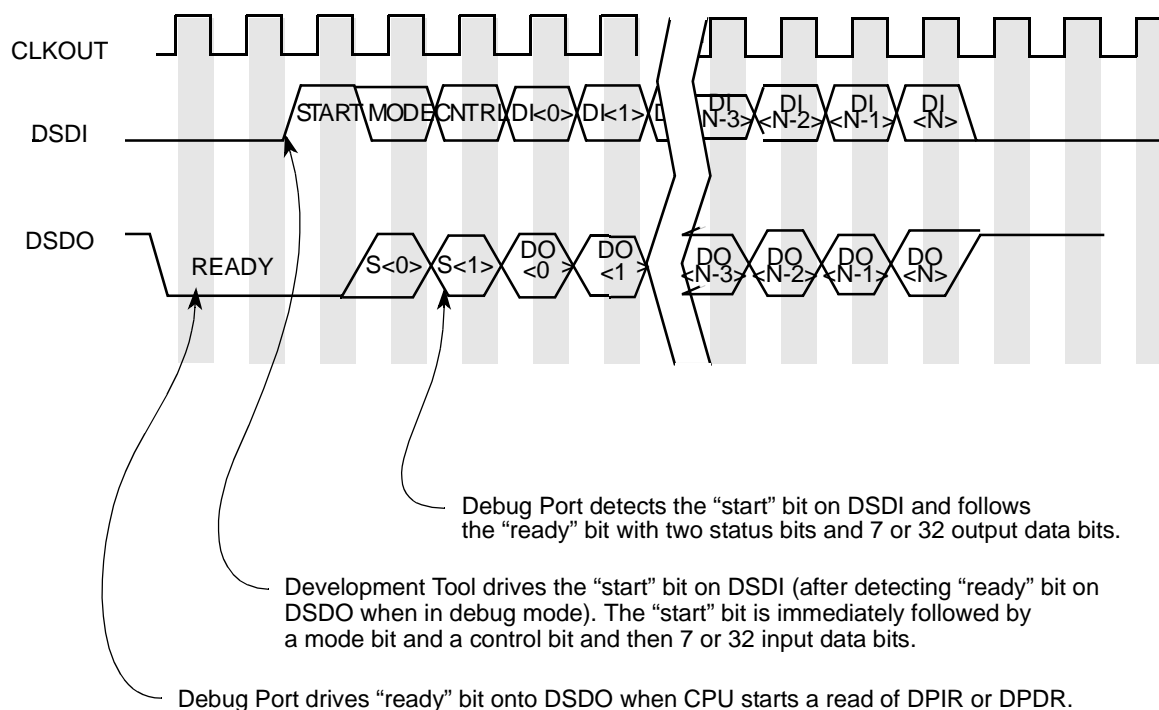 CLKOUT
DSDI
START MODE CNTRL DI<0> DI<1> DI <N-3> DI <N-2> DI <N-1> DI <N>
DSDO
READY
S<0> S<1> DO <0 > DO <1 DO <N-3> DO <N-2> DO <N-1> DO <N>
Debug Port detects the “start” bit on DSDI and follows
the “ready” bit with two status bits and 7 or 32 output data bits.
Development Tool drives the “start” bit on DSDI (after detecting “ready” bit on
DSDO when in debug mode). The “start” bit is immediately followed by
a mode bit and a control bit and then 7 or 32 input data bits.
Debug Port drives “ready” bit onto DSDO when CPU starts a read of DPIR or DPDR.